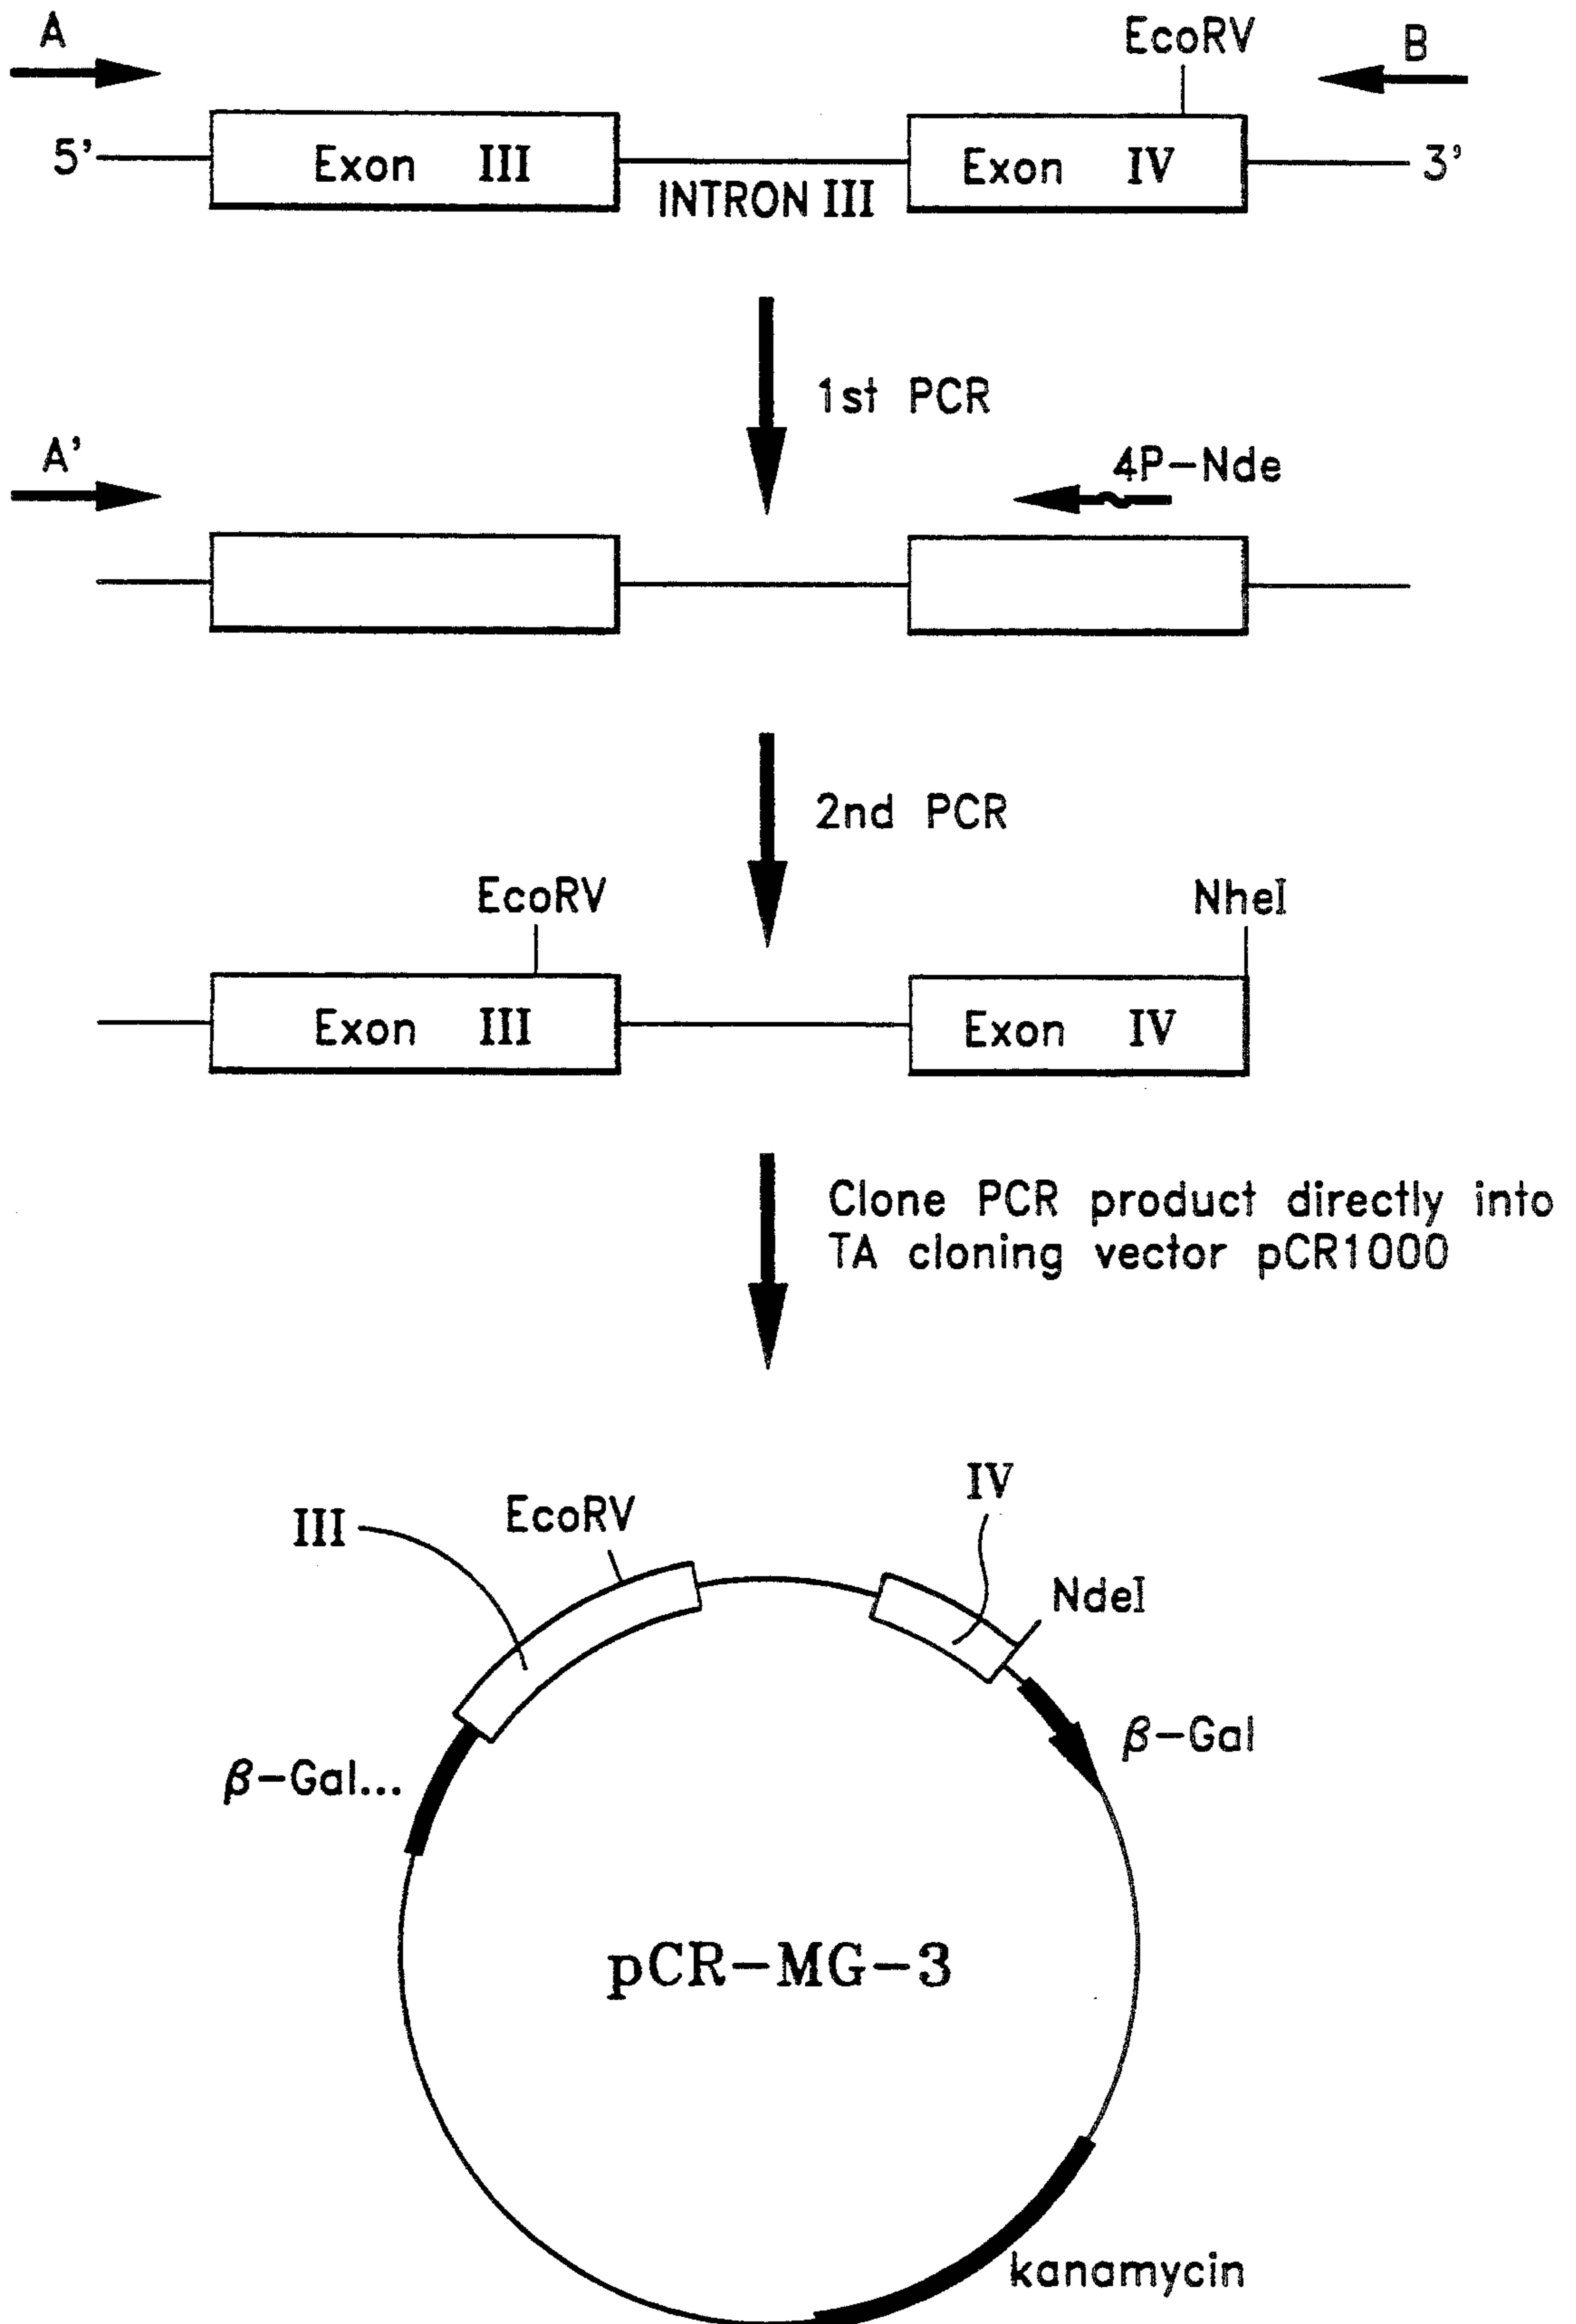 A
EcoRV
B
5'
Exon III
INTRON III
Exon IV
3'
1st PCR
A'
4P-Nde
2nd PCR
EcoRV
NheI
Exon III
Exon IV
Clone PCR product directly into
TA cloning vector pCR1000
III
EcoRV
IV
NdeI
β-Gal...
β-Gal
pCR-MG-3
kanamycin